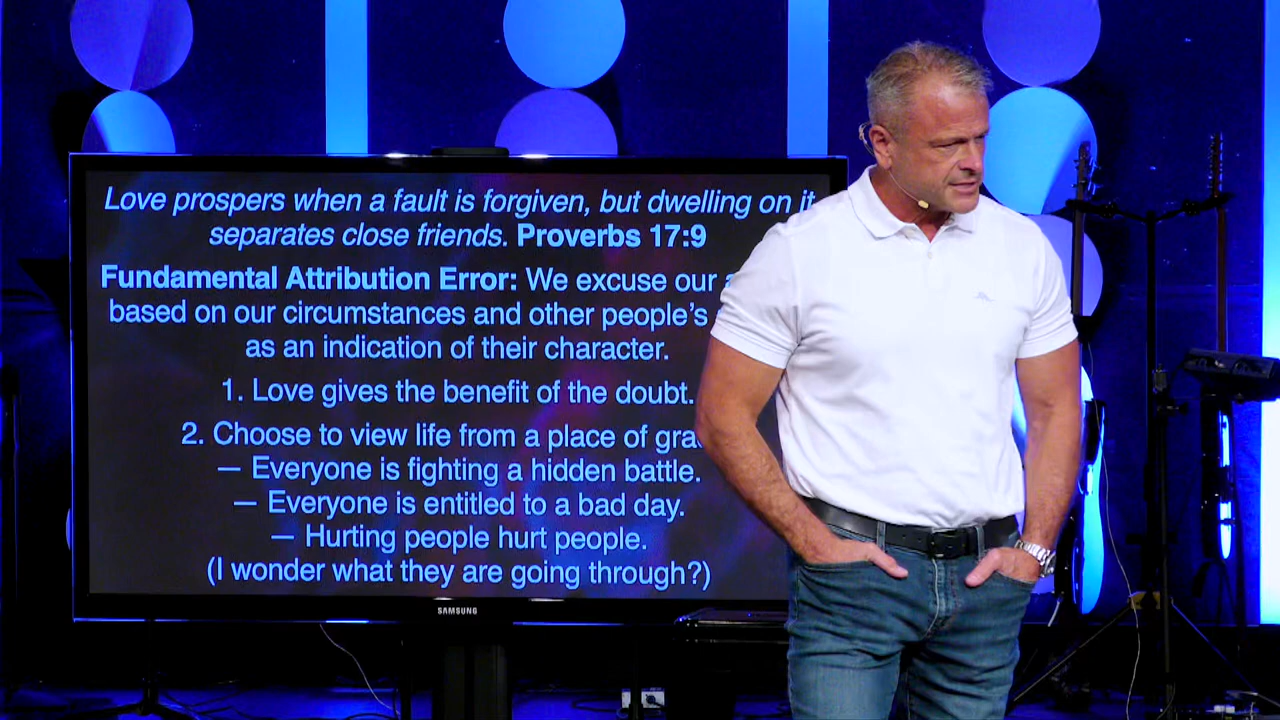 Love prospers when a fault is forgiven, but dwelling on it
separates close friends. Proverbs 17:9
Fundamental Attribution Error: We excuse our
based on our circumstances and other people's
as an indication of their character.
1. Love gives the benefit of the doubt.
2. Choose to view life from a place of
— Everyone is fighting a hidden battle.
— Everyone is entitled to a bad day.
— Hurting people hurt people.
(I wonder what they are going through?)
SAMSUNG